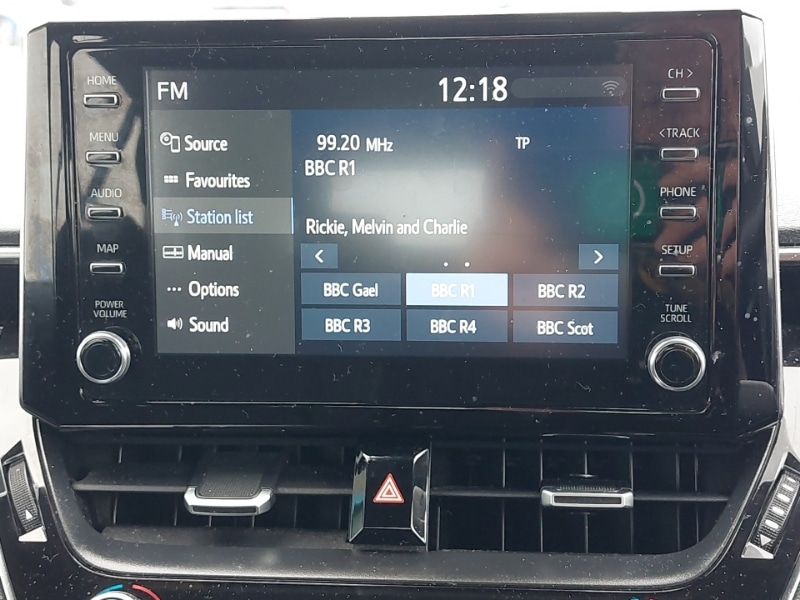 FM 12:18
HOME
MENU
AUDIO
MAP
POWER
VOLUME
Source
Favourites
Station list
Manual
Options
Sound
99.20 MHz TP
BBC R1
Rickie, Melvin and Charlie
< >
BBC Gael BBC R1 BBC R2
BBC R3 BBC R4 BBC Scot
CH >
<TRACK
PHONE
SETUP
TUNE
SCROLL